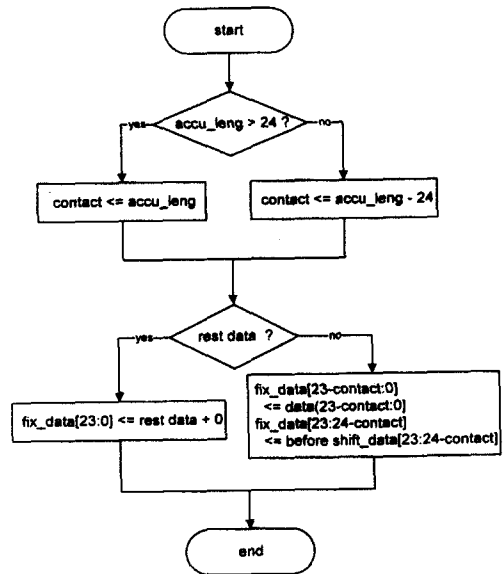 start
accu_leng > 24 ?
yes
no
contact <= accu_leng
contact <= accu_leng - 24
rest data ?
yes
no
fix_data[23:0] <= rest data + 0
fix_data[23-contact:0]
<= data(23-contact:0]
fix_data[23:24-contact]
<= before shift_data[23:24-contact]
end